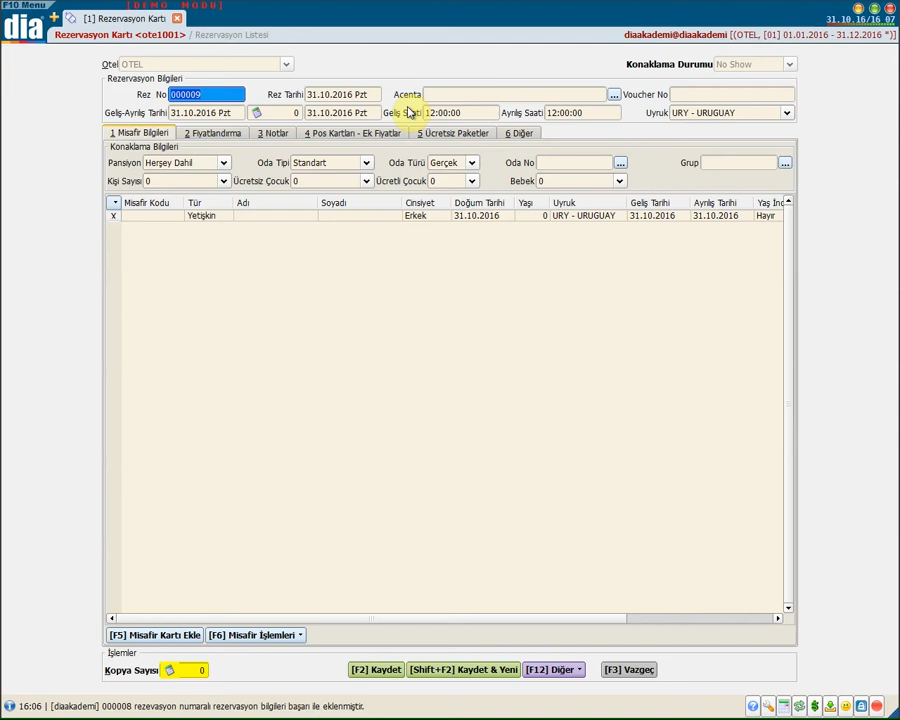 F10 Menu
[ D E M O   M O D U ]
dia
[1] Rezervasyon Kartı
31.10.16/16 07
Rezervasyon Kartı <ote1001> / Rezervasyon Listesi
diaakademi@diaakademi [(OTEL, [01] 01.01.2016 - 31.12.2016 *)]
Otel OTEL Konaklama Durumu No Show
Rezervasyon Bilgileri
Rez No 000009 Rez Tarihi 31.10.2016 Pzt Acenta ... Voucher No
Geliş-Ayrılış Tarihi 31.10.2016 Pzt 0 31.10.2016 Pzt Geliş Saati 12:00:00 Ayrılış Saati 12:00:00 Uyruk URY - URUGUAY
1 Misafir Bilgileri 2 Fiyatlandırma 3 Notlar 4 Pos Kartları - Ek Fiyatlar 5 Ücretsiz Paketler 6 Diğer
Konaklama Bilgileri
Pansiyon Herşey Dahil Oda Tipi Standart Oda Türü Gerçek Oda No ... Grup ...
Kişi Sayısı 0 Ücretsiz Çocuk 0 Ücretli Çocuk 0 Bebek 0
Misafir Kodu Tür Adı Soyadı Cinsiyet Doğum Tarihi Yaşı Uyruk Geliş Tarihi Ayrılış Tarihi Yaş İnd
X Yetişkin Erkek 31.10.2016 0 URY - URUGUAY 31.10.2016 31.10.2016 Hayır
[F5] Misafir Kartı Ekle [F6] Misafir İşlemleri
İşlemler
Kopya Sayısı 0 [F2] Kaydet [Shift+F2] Kaydet & Yeni [F12] Diğer [F3] Vazgeç
16:06 | [diaakademi] 000008 rezervasyon numaralı rezervasyon bilgileri başarı ile eklenmiştir.